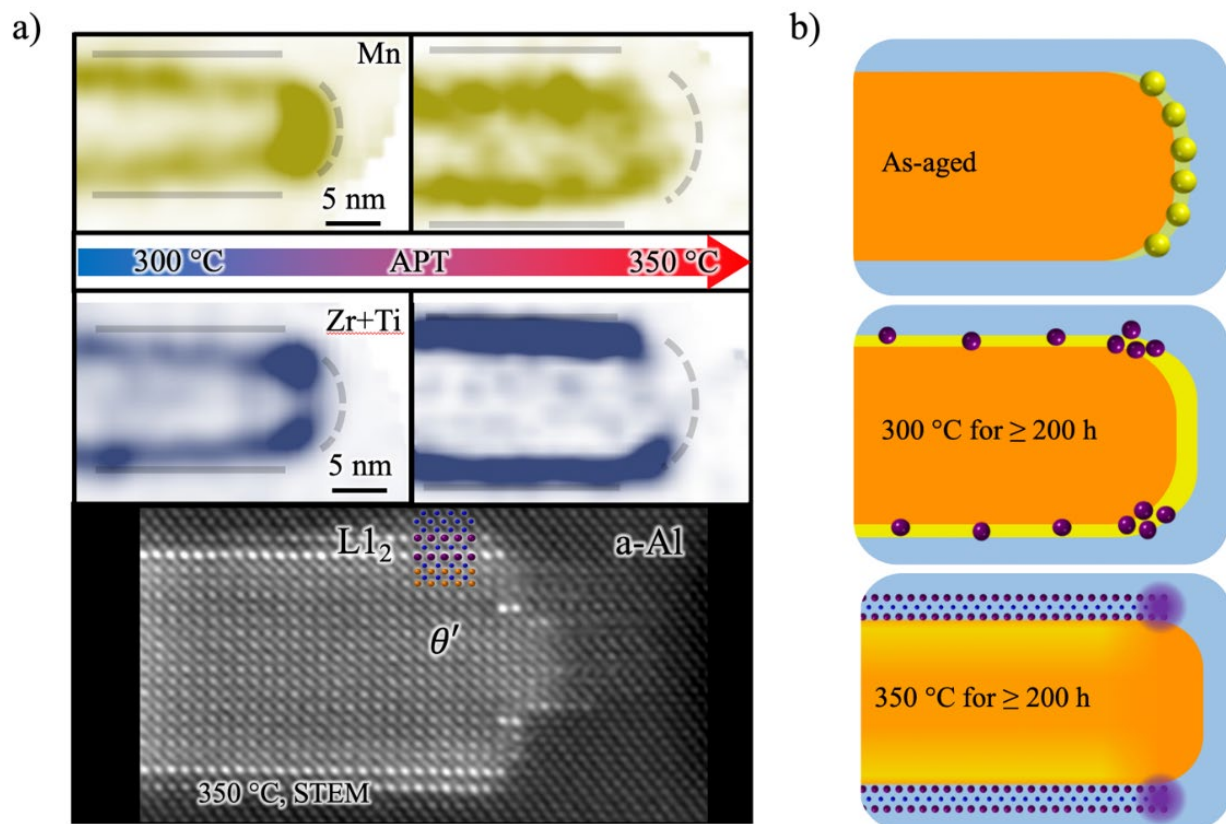 a)
Mn
5 nm
300 °C APT 350 °C
Zr+Ti
5 nm
L1₂
a-Al
θ′
350 °C, STEM
b)
As-aged
300 °C for ≥ 200 h
350 °C for ≥ 200 h